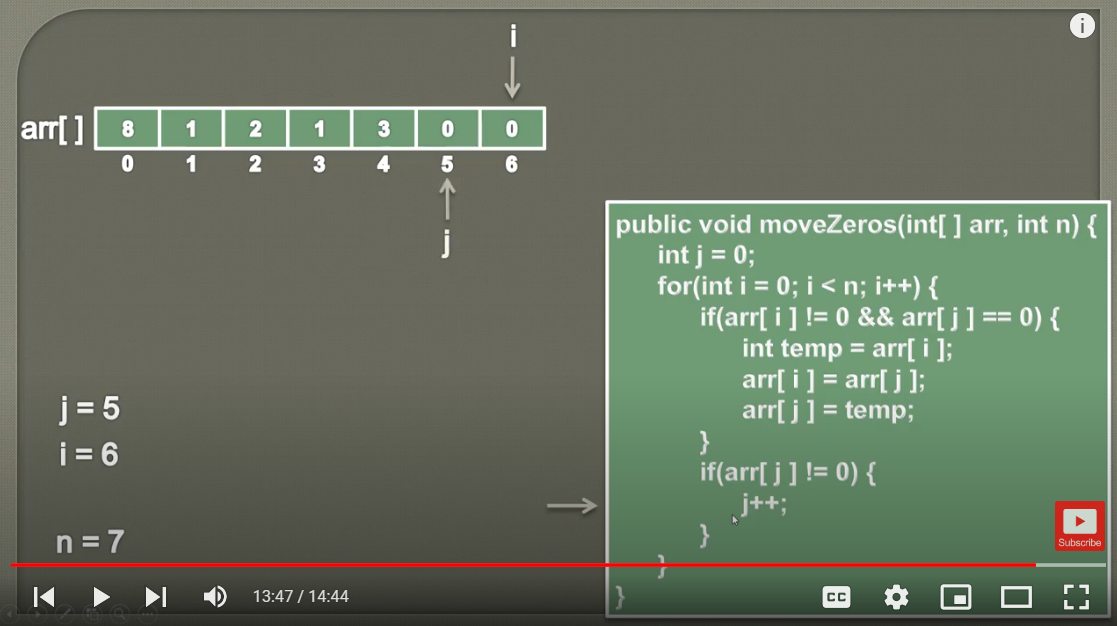 i
arr[ ] 8 1 2 1 3 0 0
0 1 2 3 4 5 6
j
j = 5
i = 6
n = 7
public void moveZeros(int[ ] arr, int n) {
int j = 0;
for(int i = 0; i < n; i++) {
if(arr[ i ] != 0 && arr[ j ] == 0) {
int temp = arr[ i ];
arr[ i ] = arr[ j ];
arr[ j ] = temp;
}
if(arr[ j ] != 0) {
j++;
}
}
}
Subscribe
13:47 / 14:44
CC
i